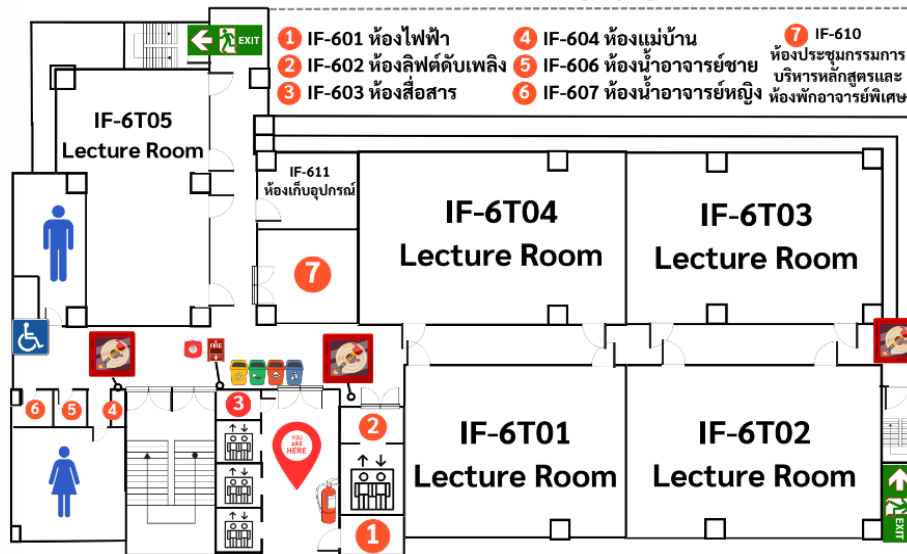 EXIT
1 IF-601 ห้องไฟฟ้า
2 IF-602 ห้องลิฟต์ดับเพลิง
3 IF-603 ห้องสื่อสาร
4 IF-604 ห้องแม่บ้าน
5 IF-606 ห้องน้ำอาจารย์ชาย
6 IF-607 ห้องน้ำอาจารย์หญิง
7 IF-610
ห้องประชุมกรรมการ
บริหารหลักสูตรและ
ห้องพักอาจารย์พิเศษ
IF-6T05
Lecture Room
IF-611
ห้องเก็บอุปกรณ์
IF-6T04
Lecture Room
IF-6T03
Lecture Room
7
FIRE
6
5
4
3
2
YOU
ARE
HERE
IF-6T01
Lecture Room
IF-6T02
Lecture Room
1
EXIT